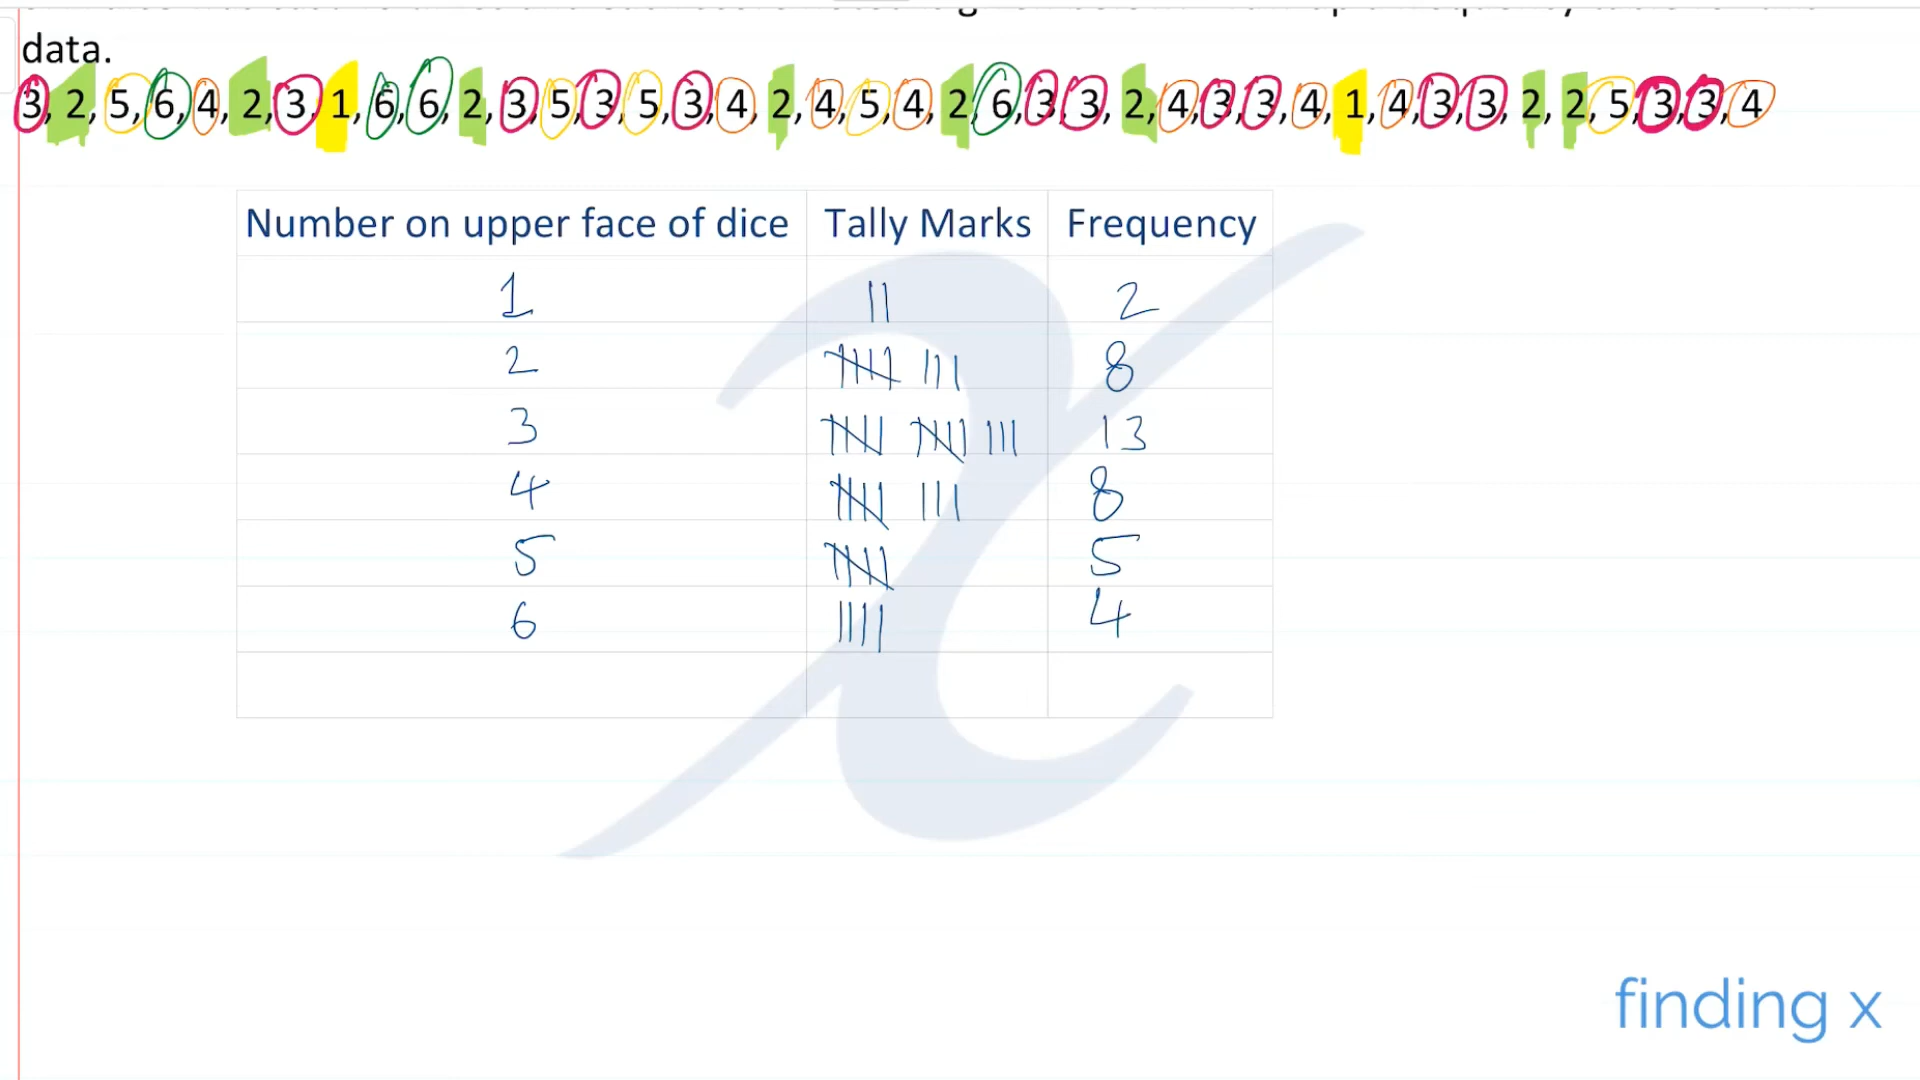 data.
3, 2, 5, 6, 4, 2, 3, 1, 6, 6, 2, 3, 5, 3, 5, 3, 4, 2, 4, 5, 4, 2, 6, 3, 3, 2, 4, 3, 3, 4, 1, 4, 3, 3, 2, 2, 5, 3, 3, 4
Number on upper face of dice Tally Marks Frequency
1 || 2
2 |||| ||| 8
3 |||| |||| ||| 13
4 |||| ||| 8
5 |||| 5
6 |||| 4
finding x